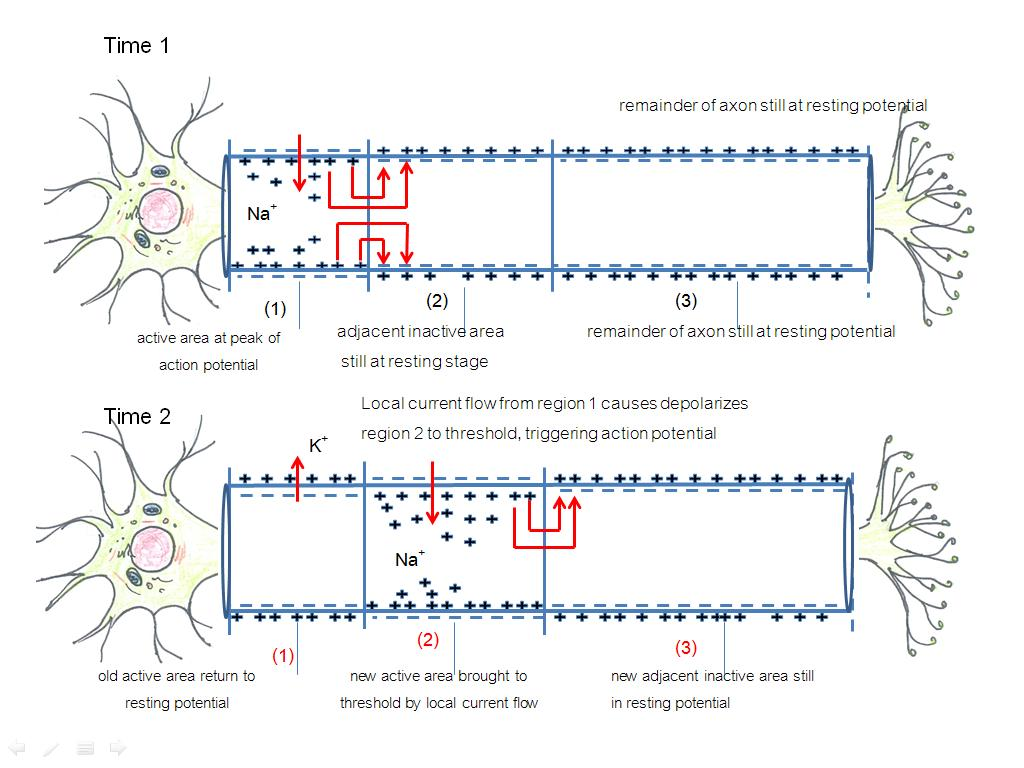 Time 1
remainder of axon still at resting potential
Na+
(1)
(2)
(3)
active area at peak of
action potential
adjacent inactive area
still at resting stage
remainder of axon still at resting potential
Time 2
Local current flow from region 1 causes depolarizes
region 2 to threshold, triggering action potential
K+
Na+
(1)
(2)
(3)
old active area return to
resting potential
new active area brought to
threshold by local current flow
new adjacent inactive area still
in resting potential